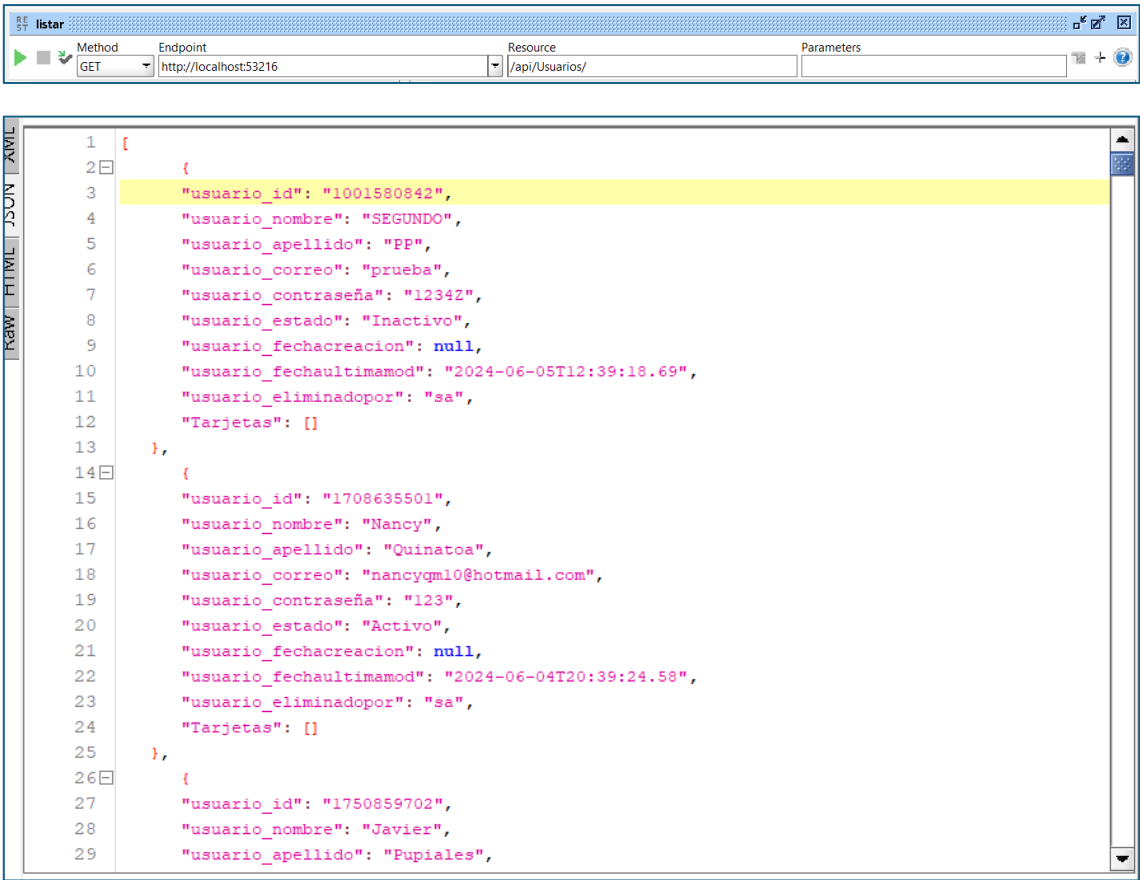 REST listar
Method Endpoint Resource Parameters
GET http://localhost:53216 /api/Usuarios/
XML
JSON
HTML
Raw
1 [
2 {
3 "usuario_id": "1001580842",
4 "usuario_nombre": "SEGUNDO",
5 "usuario_apellido": "PP",
6 "usuario_correo": "prueba",
7 "usuario_contraseña": "1234Z",
8 "usuario_estado": "Inactivo",
9 "usuario_fechacreacion": null,
10 "usuario_fechaultimamod": "2024-06-05T12:39:18.69",
11 "usuario_eliminadopor": "sa",
12 "Tarjetas": []
13 },
14 {
15 "usuario_id": "1708635501",
16 "usuario_nombre": "Nancy",
17 "usuario_apellido": "Quinatoa",
18 "usuario_correo": "nancyqm10@hotmail.com",
19 "usuario_contraseña": "123",
20 "usuario_estado": "Activo",
21 "usuario_fechacreacion": null,
22 "usuario_fechaultimamod": "2024-06-04T20:39:24.58",
23 "usuario_eliminadopor": "sa",
24 "Tarjetas": []
25 },
26 {
27 "usuario_id": "1750859702",
28 "usuario_nombre": "Javier",
29 "usuario_apellido": "Pupiales",